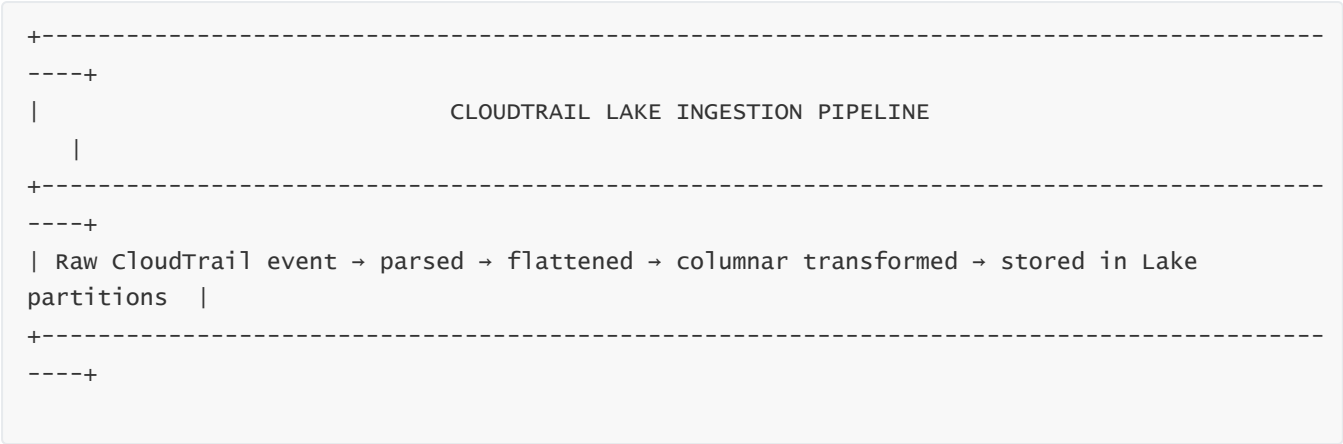 +-------------------------------------------------------------------------------------------
----+
|                             CLOUDTRAIL LAKE INGESTION PIPELINE
   |
+-------------------------------------------------------------------------------------------
----+
| Raw CloudTrail event → parsed → flattened → columnar transformed → stored in Lake
partitions  |
+-------------------------------------------------------------------------------------------
----+